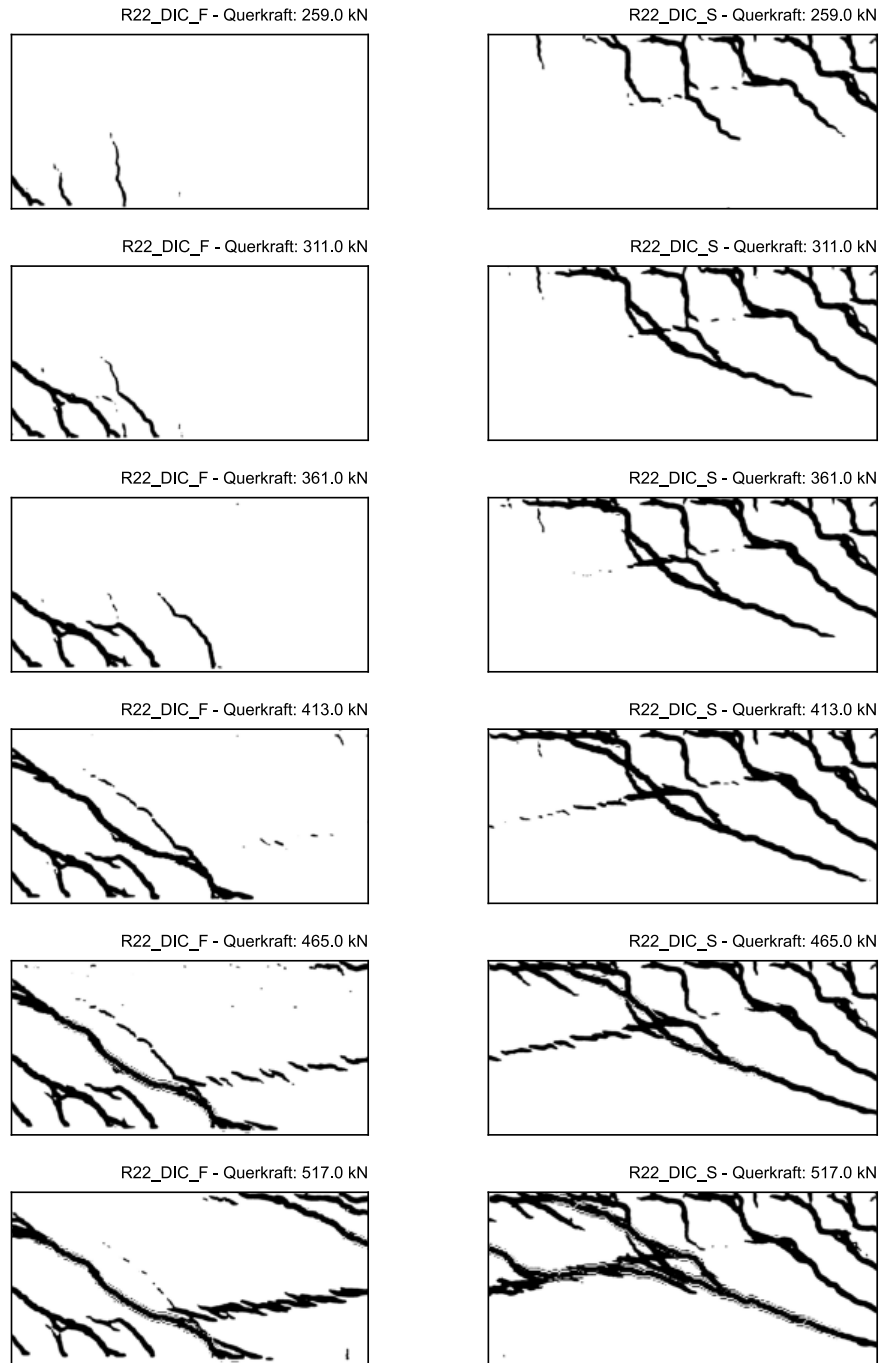 R22_DIC_F - Querkraft: 259.0 kN
R22_DIC_S - Querkraft: 259.0 kN
R22_DIC_F - Querkraft: 311.0 kN
R22_DIC_S - Querkraft: 311.0 kN
R22_DIC_F - Querkraft: 361.0 kN
R22_DIC_S - Querkraft: 361.0 kN
R22_DIC_F - Querkraft: 413.0 kN
R22_DIC_S - Querkraft: 413.0 kN
R22_DIC_F - Querkraft: 465.0 kN
R22_DIC_S - Querkraft: 465.0 kN
R22_DIC_F - Querkraft: 517.0 kN
R22_DIC_S - Querkraft: 517.0 kN